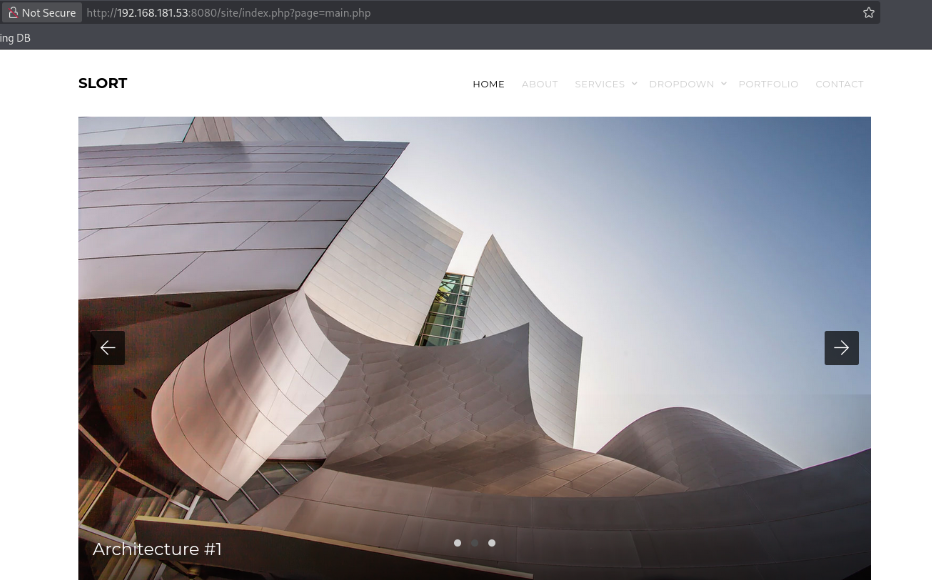 Not Secure http://192.168.181.53:8080/site/index.php?page=main.php
ing DB
SLORT HOME ABOUT SERVICES DROPDOWN PORTFOLIO CONTACT
Architecture #1